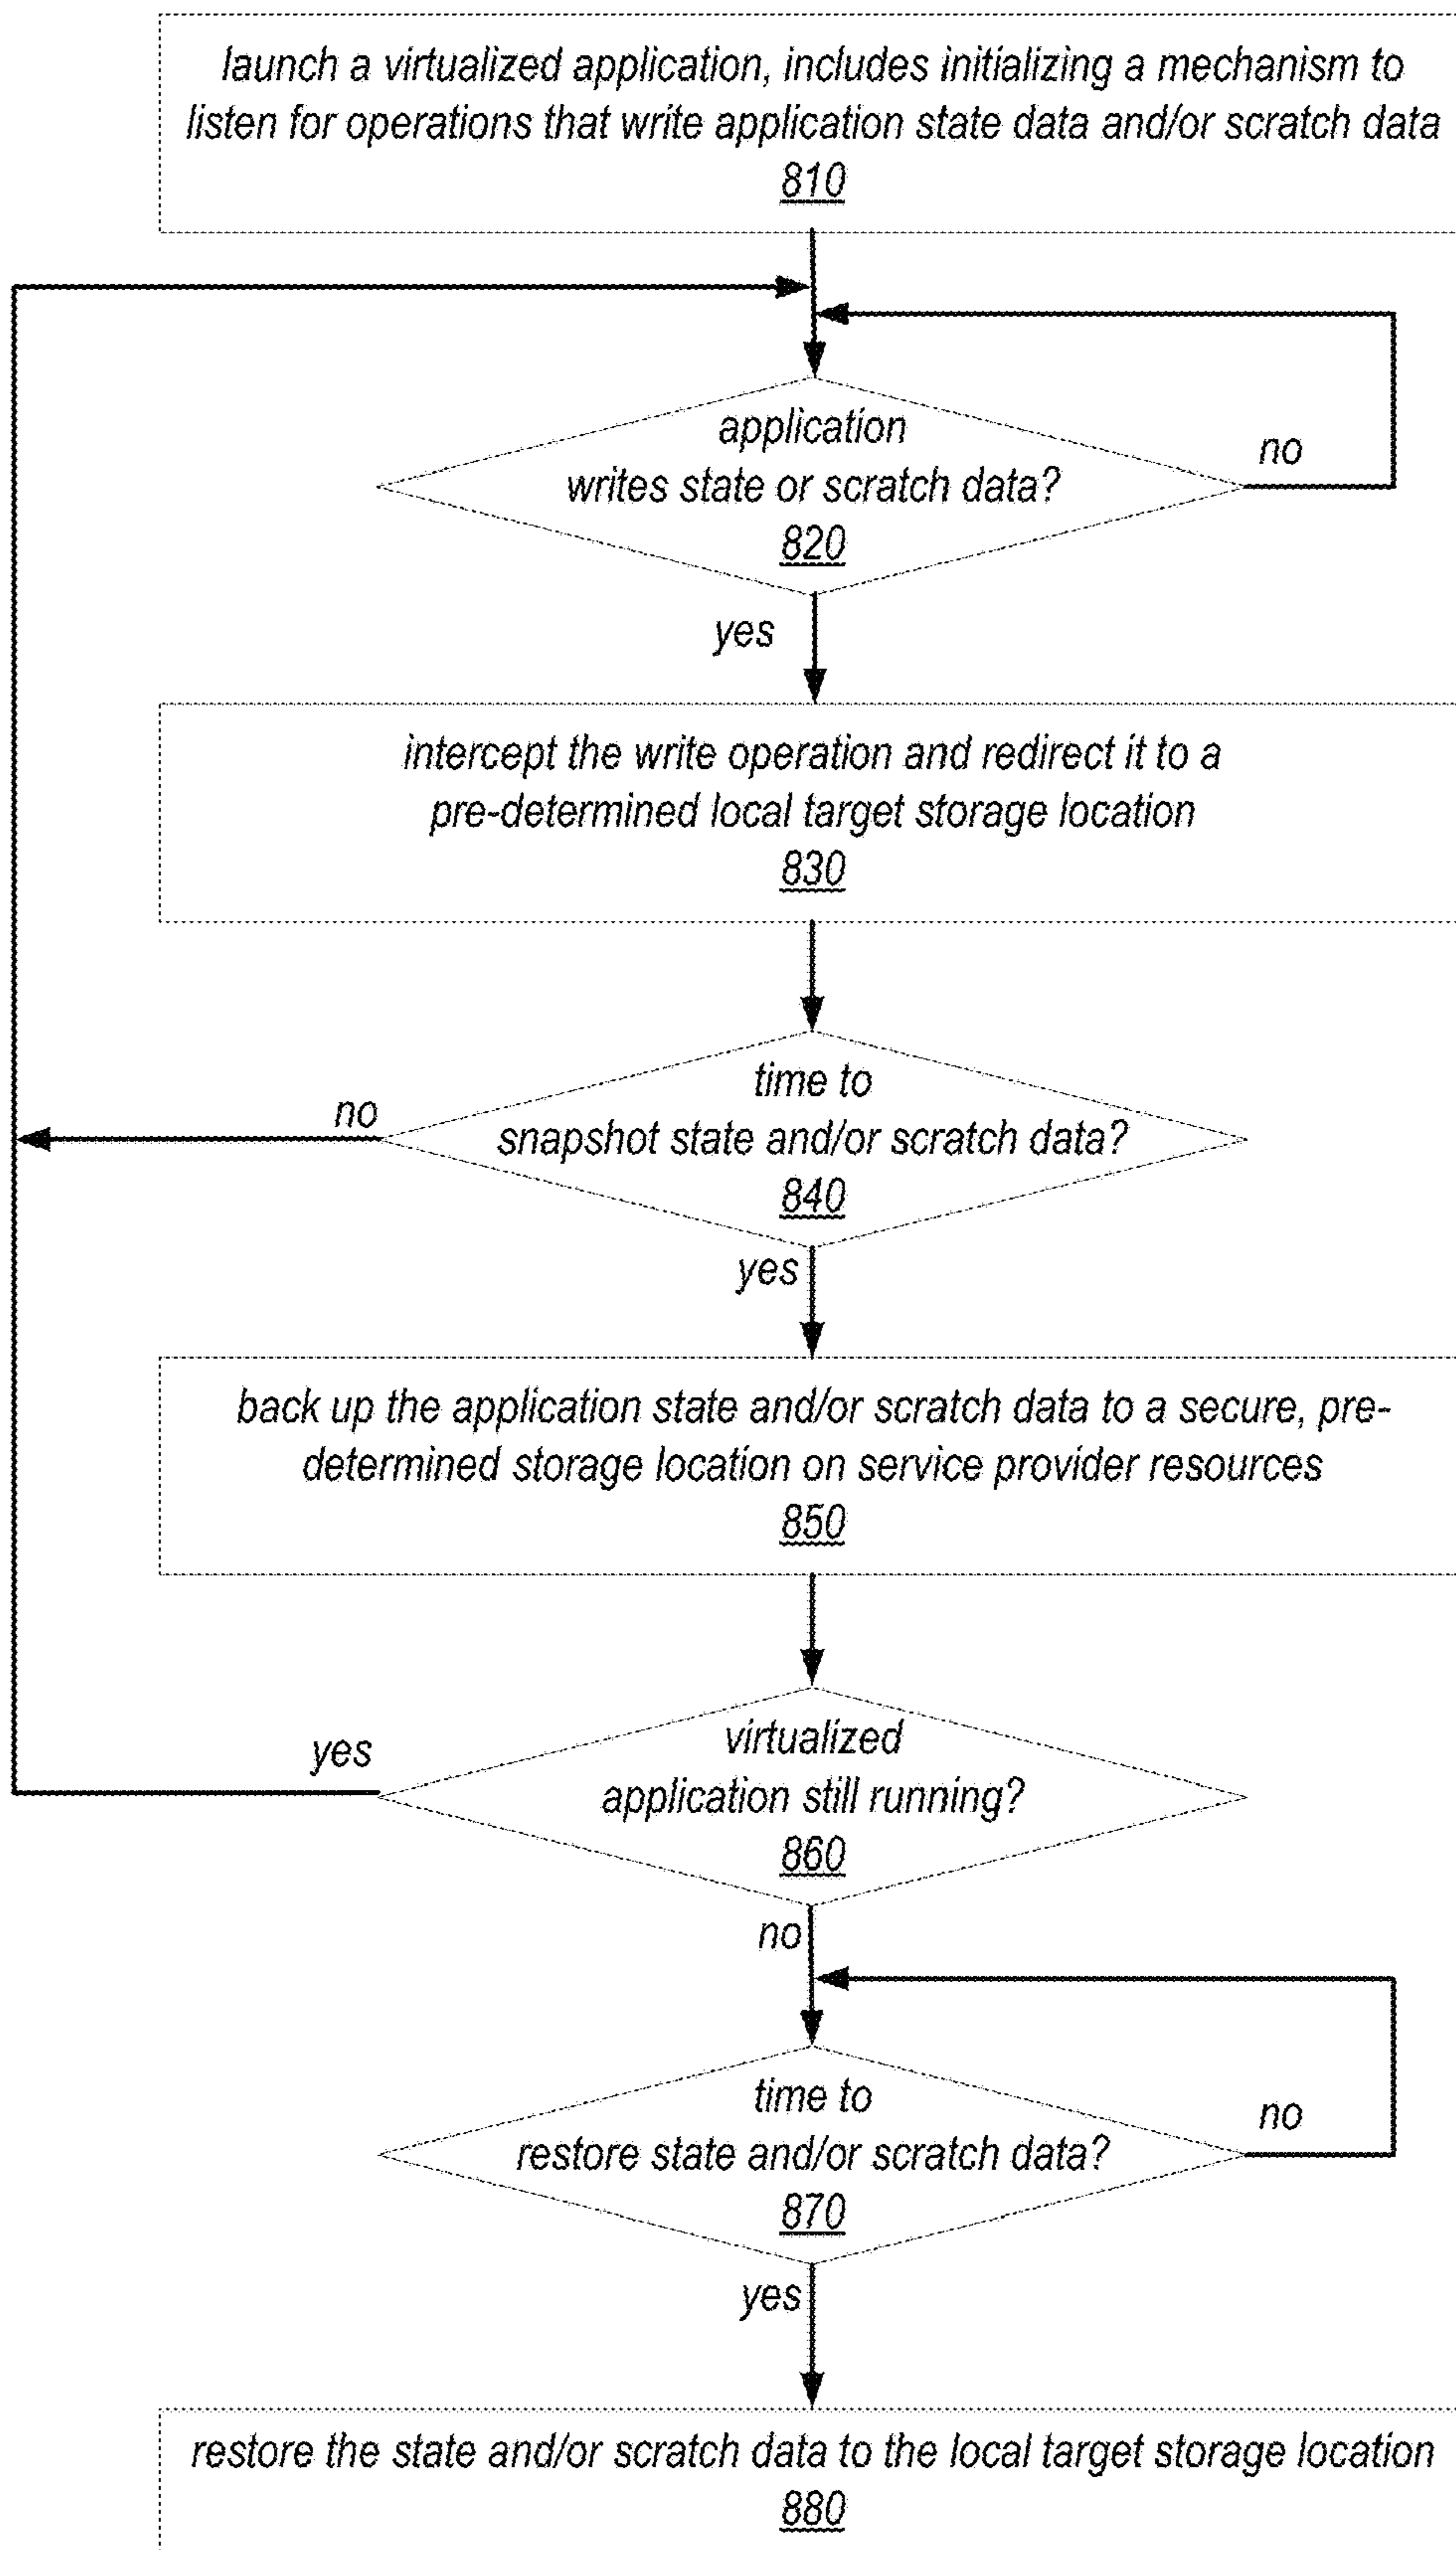 launch a virtualized application, includes initializing a mechanism to
listen for operations that write application state data and/or scratch data
810
application
writes state or scratch data?
820
no
yes
intercept the write operation and redirect it to a
pre-determined local target storage location
830
time to
snapshot state and/or scratch data?
840
no
yes
back up the application state and/or scratch data to a secure, pre-
determined storage location on service provider resources
850
virtualized
application still running?
860
yes
no
time to
restore state and/or scratch data?
870
no
yes
restore the state and/or scratch data to the local target storage location
880